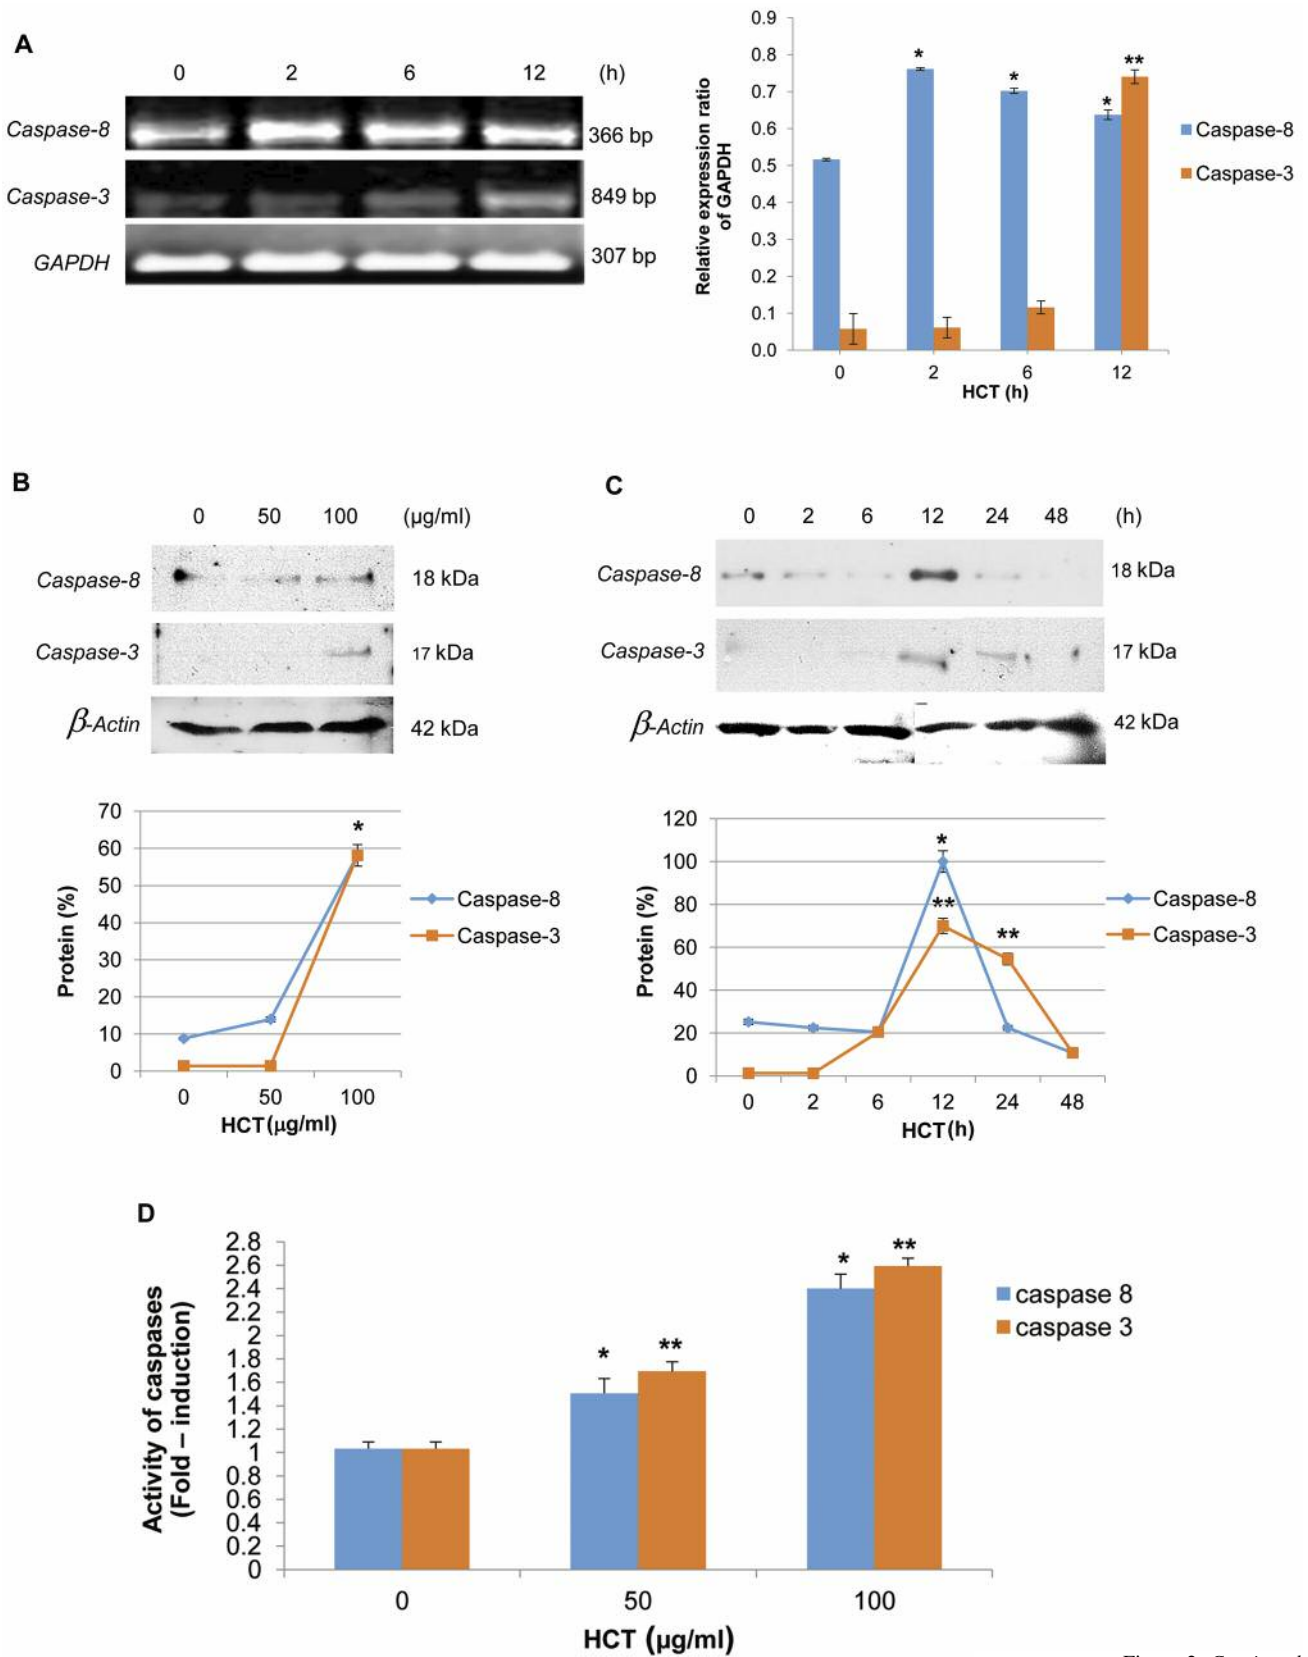 A
0 2 6 12 (h)
Caspase-8 366 bp
Caspase-3 849 bp
GAPDH 307 bp
0.9
0.8
0.7
0.6
0.5
0.4
0.3
0.2
0.1
0.0
Relative expression ratio
of GAPDH
* * * **
0 2 6 12
HCT (h)
Caspase-8
Caspase-3
B
0 50 100 (µg/ml)
Caspase-8 18 kDa
Caspase-3 17 kDa
β-Actin 42 kDa
70
60
50
40
30
20
10
0
Protein (%)
*
0 50 100
HCT(µg/ml)
Caspase-8
Caspase-3
C
0 2 6 12 24 48 (h)
Caspase-8 18 kDa
Caspase-3 17 kDa
β-Actin 42 kDa
120
100
80
60
40
20
0
Protein (%)
*
** **
0 2 6 12 24 48
HCT(h)
Caspase-8
Caspase-3
D
2.8
2.6
2.4
2.2
2
1.8
1.6
1.4
1.2
1
0.8
0.6
0.4
0.2
0
Activity of caspases
(Fold – induction)
* ** * **
0 50 100
HCT (µg/ml)
caspase 8
caspase 3